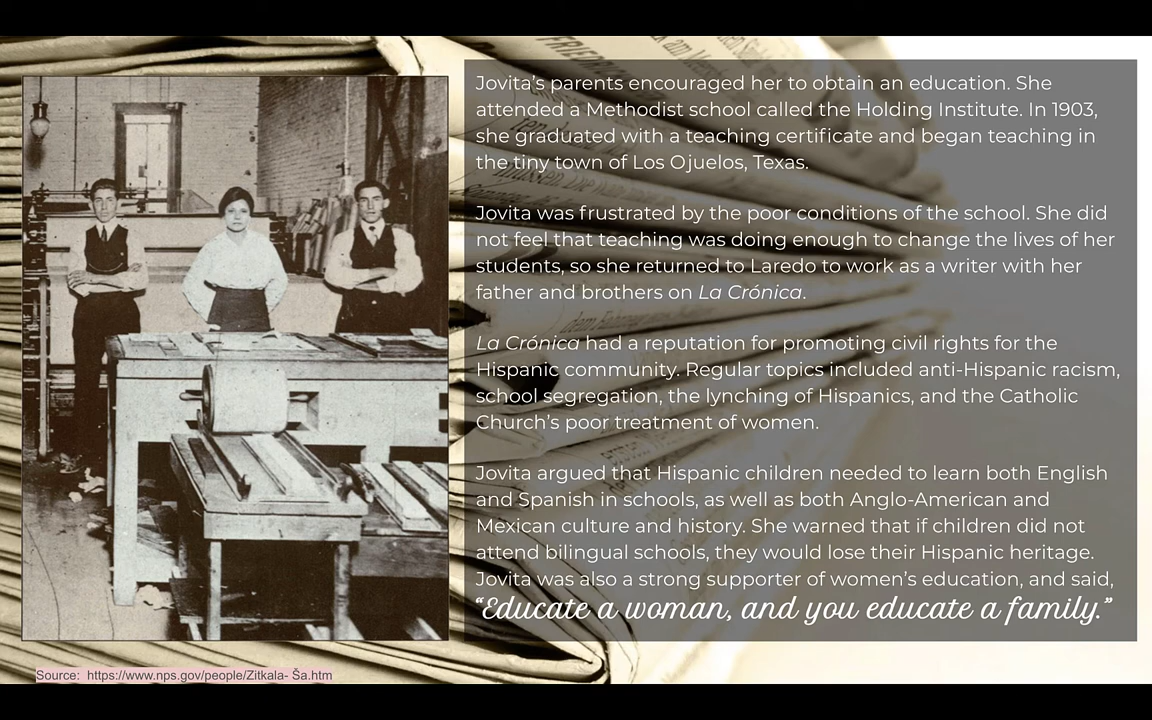 Jovita's parents encouraged her to obtain an education. She
attended a Methodist school called the Holding Institute. In 1903,
she graduated with a teaching certificate and began teaching in
the tiny town of Los Ojuelos, Texas.
Jovita was frustrated by the poor conditions of the school. She did
not feel that teaching was doing enough to change the lives of her
students, so she returned to Laredo to work as a writer with her
father and brothers on La Crónica.
La Crónica had a reputation for promoting civil rights for the
Hispanic community. Regular topics included anti-Hispanic racism,
school segregation, the lynching of Hispanics, and the Catholic
Church's poor treatment of women.
Jovita argued that Hispanic children needed to learn both English
and Spanish in schools, as well as both Anglo-American and
Mexican culture and history. She warned that if children did not
attend bilingual schools, they would lose their Hispanic heritage.
Jovita was also a strong supporter of women's education, and said,
"Educate a woman, and you educate a family."
Source: https://www.nps.gov/people/Zitkala- Ša.htm